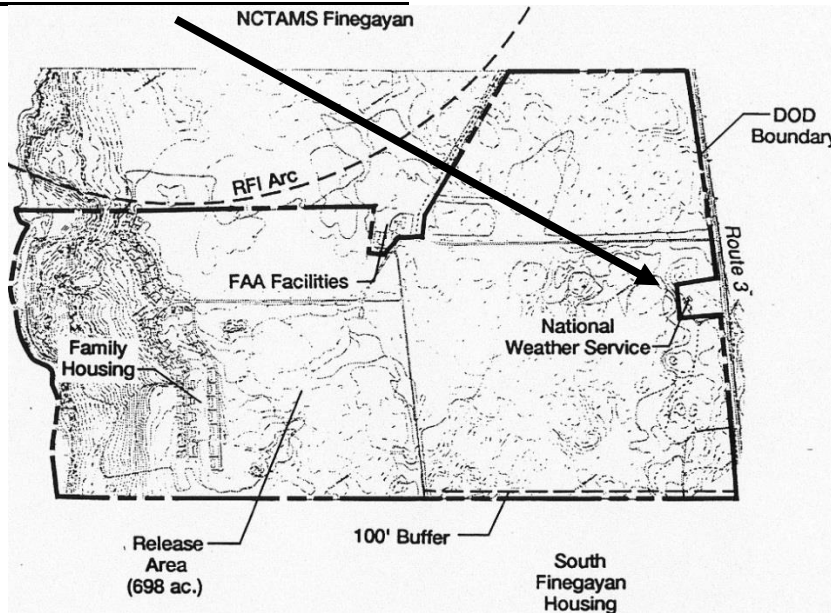 NCTAMS Finegayan
DOD
Boundary
RFI Arc
Route 3
FAA Facilities
National
Weather Service
Family
Housing
Release
Area
(698 ac.)
100' Buffer
South
Finegayan
Housing